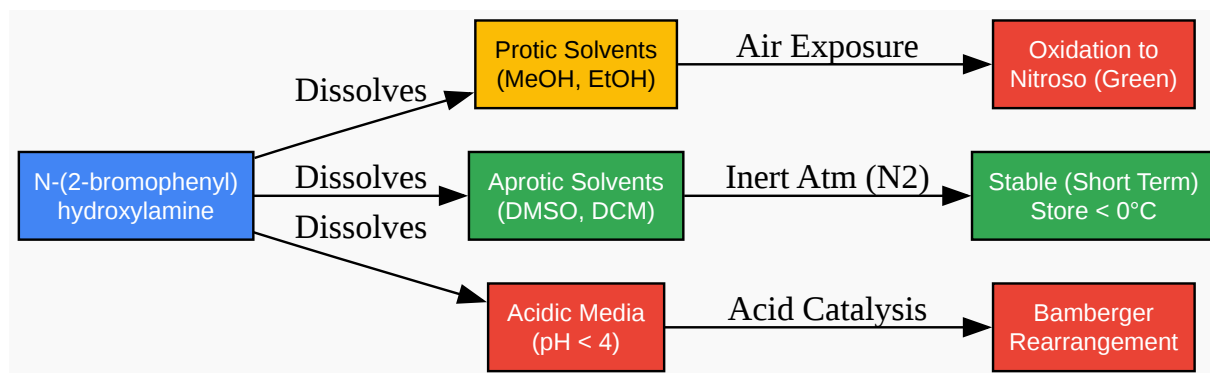 Protic Solvents
(MeOH, EtOH)
Air Exposure
Oxidation to
Nitroso (Green)
Dissolves
N-(2-bromophenyl)
hydroxylamine
Dissolves
Aprotic Solvents
(DMSO, DCM)
Inert Atm (N2)
Stable (Short Term)
Store < 0°C
Dissolves
Acidic Media
(pH < 4)
Acid Catalysis
Bamberger
Rearrangement